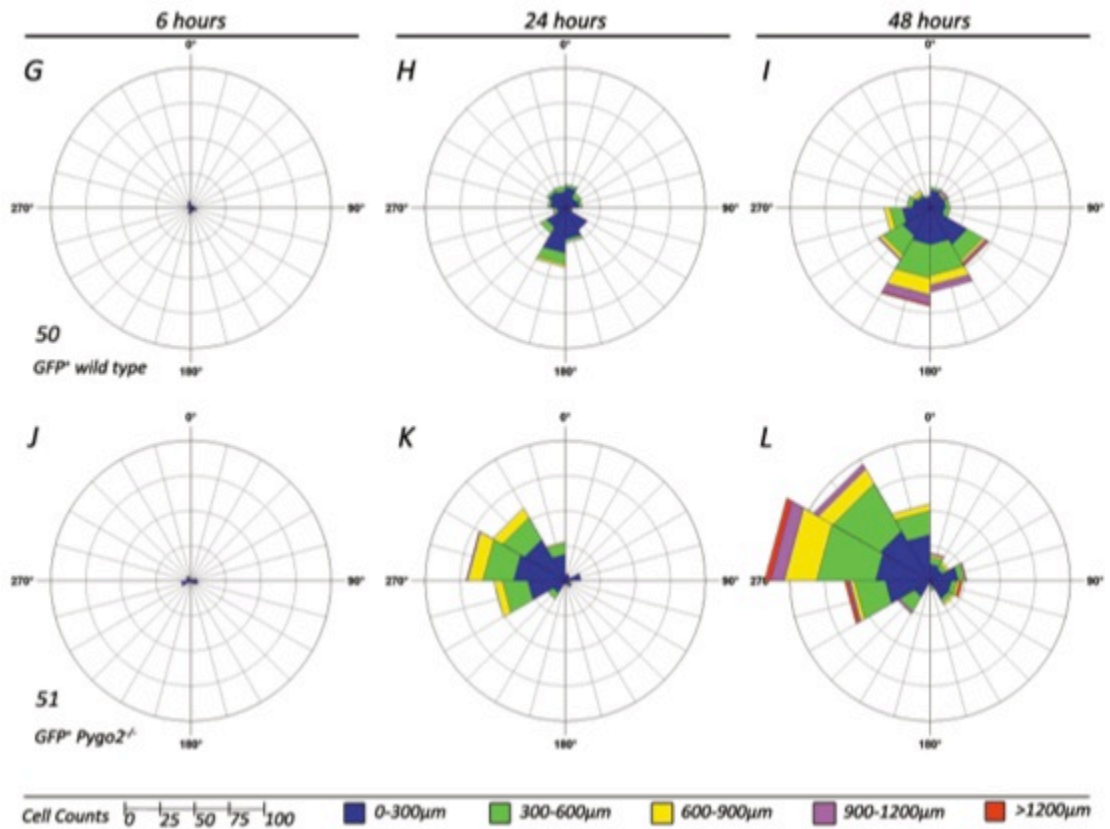 6 hours 24 hours 48 hours
0° 0° 0°
G H I
270° 90° 270° 90° 270° 90°
50
GFP⁺ wild type
180° 180° 180°
0° 0° 0°
J K L
270° 90° 270° 90° 270° 90°
51
GFP⁺ Pygo2⁻/⁻
180° 180° 180°
Cell Counts 0 25 50 75 100 0-300μm 300-600μm 600-900μm 900-1200μm >1200μm